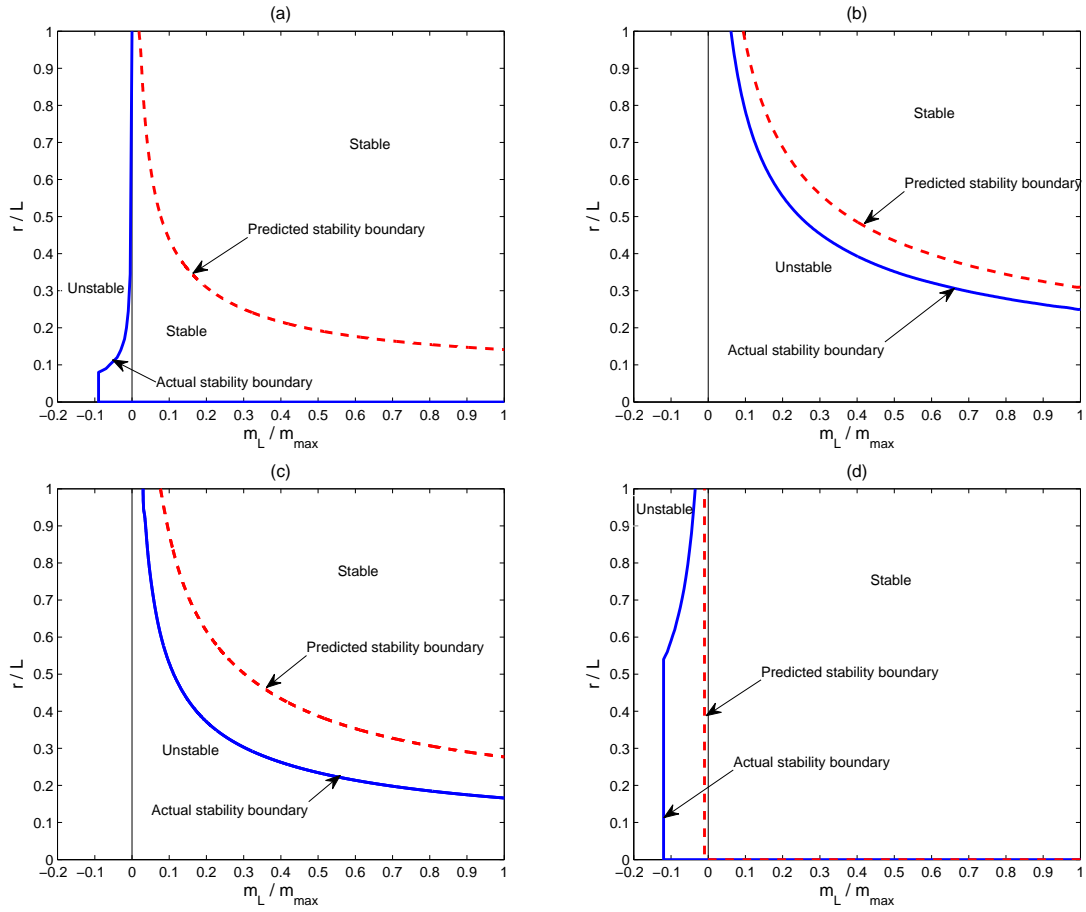 (a)
1
0.9
0.8
0.7
0.6
0.5
0.4
0.3
0.2
0.1
0
r / L
Stable
Predicted stability boundary
Unstable
Stable
Actual stability boundary
−0.2 −0.1 0 0.1 0.2 0.3 0.4 0.5 0.6 0.7 0.8 0.9 1
m_L / m_max
(b)
1
0.9
0.8
0.7
0.6
0.5
0.4
0.3
0.2
0.1
0
r / L
Stable
Predicted stability boundary
Unstable
Actual stability boundary
−0.2 −0.1 0 0.1 0.2 0.3 0.4 0.5 0.6 0.7 0.8 0.9 1
m_L / m_max
(c)
1
0.9
0.8
0.7
0.6
0.5
0.4
0.3
0.2
0.1
0
r / L
Stable
Predicted stability boundary
Unstable
Actual stability boundary
−0.2 −0.1 0 0.1 0.2 0.3 0.4 0.5 0.6 0.7 0.8 0.9 1
m_L / m_max
(d)
1
0.9
0.8
0.7
0.6
0.5
0.4
0.3
0.2
0.1
0
r / L
Unstable
Stable
Predicted stability boundary
Actual stability boundary
−0.2 −0.1 0 0.1 0.2 0.3 0.4 0.5 0.6 0.7 0.8 0.9 1
m_L / m_max